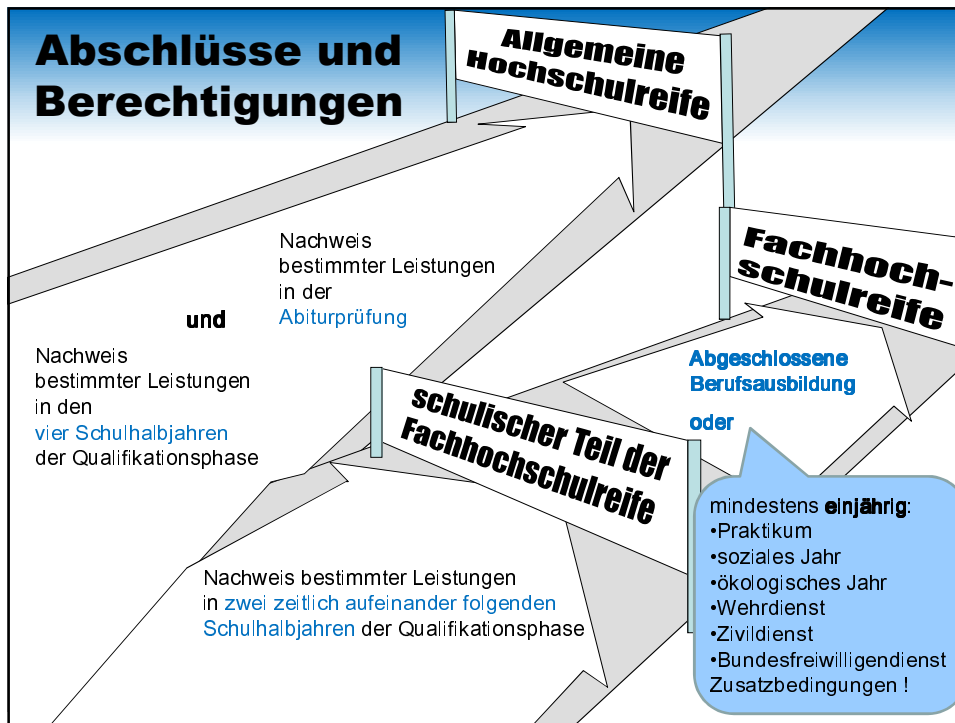 Abschlüsse und
Berechtigungen
Allgemeine
Hochschulreife
Fachhoch-
schulreife
Nachweis
bestimmter Leistungen
in der
Abiturprüfung
und
Nachweis
bestimmter Leistungen
in den
vier Schulhalbjahren
der Qualifikationsphase
schulischer Teil der
Fachhochschulreife
Abgeschlossene
Berufsausbildung
oder
mindestens einjährig:
•Praktikum
•soziales Jahr
•ökologisches Jahr
•Wehrdienst
•Zivildienst
•Bundesfreiwilligendienst
Zusatzbedingungen !
Nachweis bestimmter Leistungen
in zwei zeitlich aufeinander folgenden
Schulhalbjahren der Qualifikationsphase